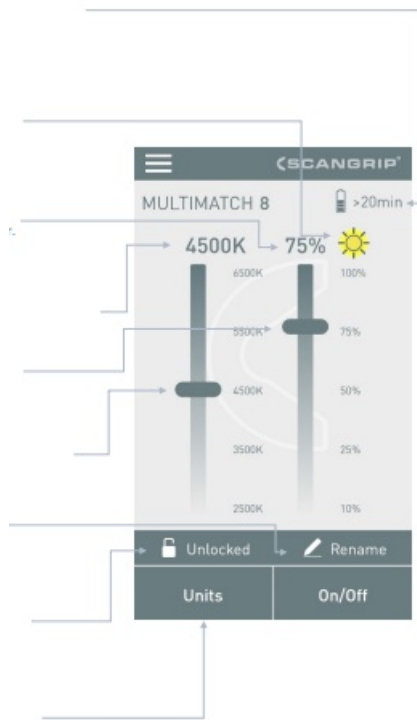 SCANGRIP®
MULTIMATCH 8 >20min
4500K 75%
6500K 100%
5500K 75%
4500K 50%
3500K 25%
2500K 10%
Unlocked Rename
Units On/Off